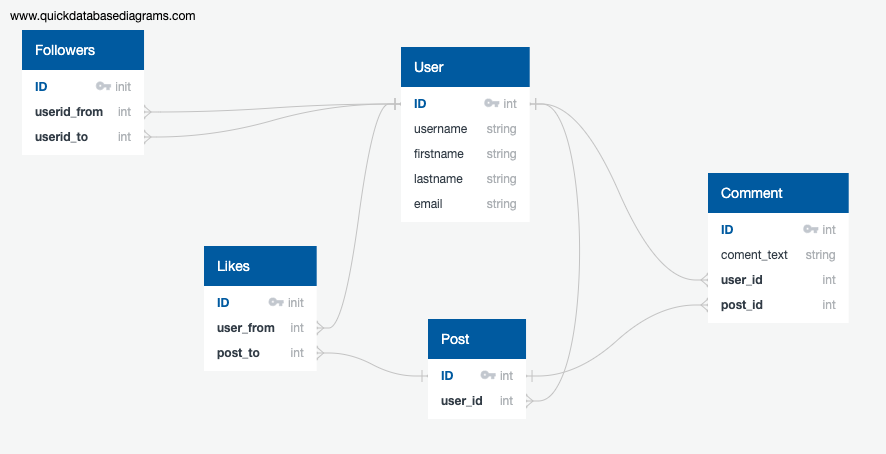 www.quickdatabasediagrams.com
Followers
ID init
userid_from int
userid_to int
User
ID int
username string
firstname string
lastname string
email string
Comment
ID int
coment_text string
user_id int
post_id int
Likes
ID init
user_from int
post_to int
Post
ID int
user_id int